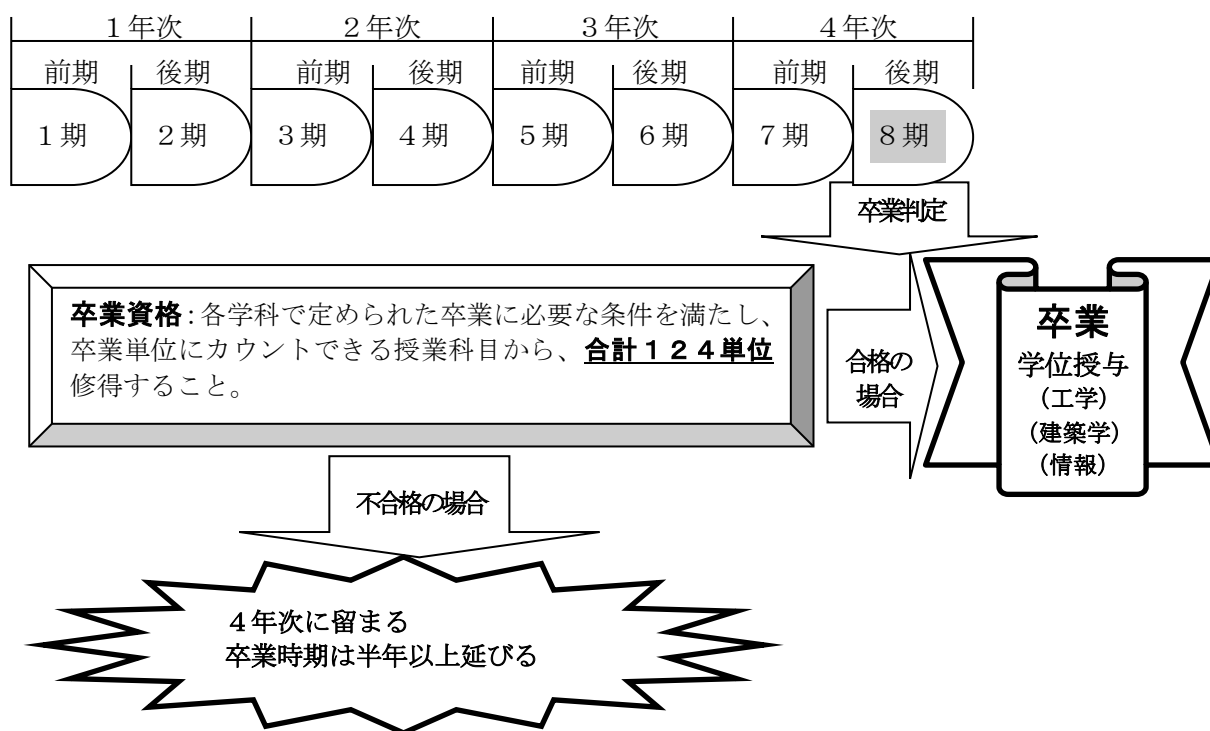 １年次 ２年次 ３年次 ４年次
前期 後期 前期 後期 前期 後期 前期 後期
１期 ２期 ３期 ４期 ５期 ６期 ７期 ８期
卒業判定
卒業資格：各学科で定められた卒業に必要な条件を満たし、
卒業単位にカウントできる授業科目から、合計１２４単位
修得すること。
合格の
場合
卒業
学位授与
（工学）
（建築学）
（情報）
不合格の場合
４年次に留まる
卒業時期は半年以上延びる